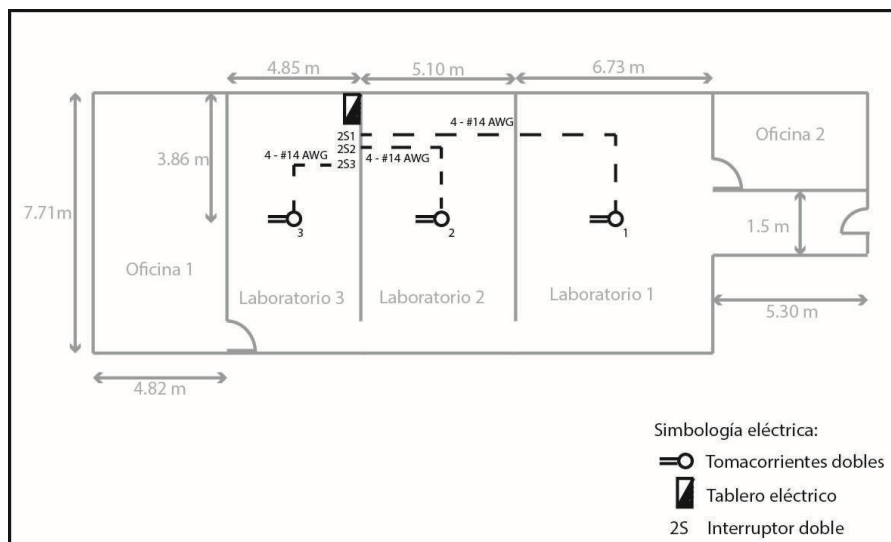 4.85 m
5.10 m
6.73 m
2S1
4 - #14 AWG
Oficina 2
3.86 m
4 - #14 AWG
2S2
4 - #14 AWG
2S3
7.71m
1.5 m
3
2
1
Oficina 1
Laboratorio 3
Laboratorio 2
Laboratorio 1
5.30 m
4.82 m
Simbología eléctrica:
Tomacorrientes dobles
Tablero eléctrico
2S Interruptor doble